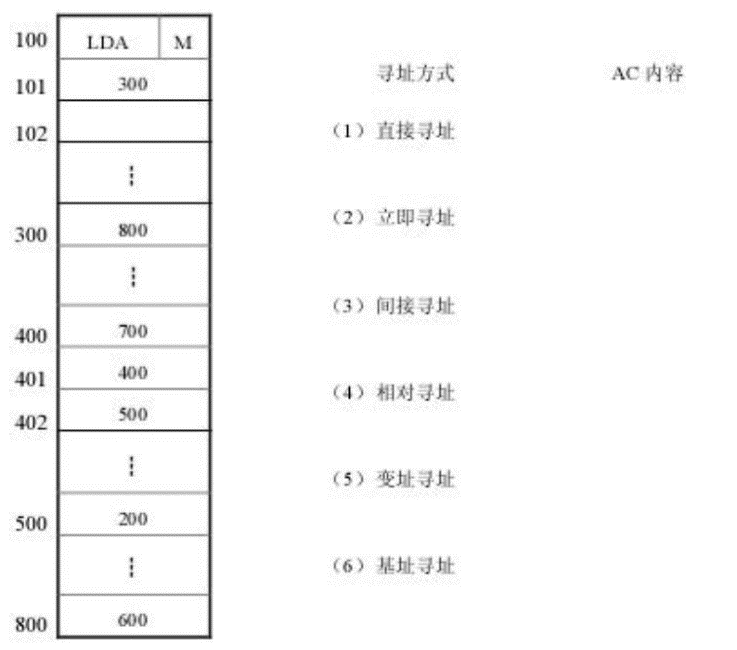 100 LDA M
101 300
寻址方式 AC 内容
102
（1）直接寻址
300 800
（2）立即寻址
（3）间接寻址
400 700
401 400
（4）相对寻址
402 500
（5）变址寻址
500 200
（6）基址寻址
800 600